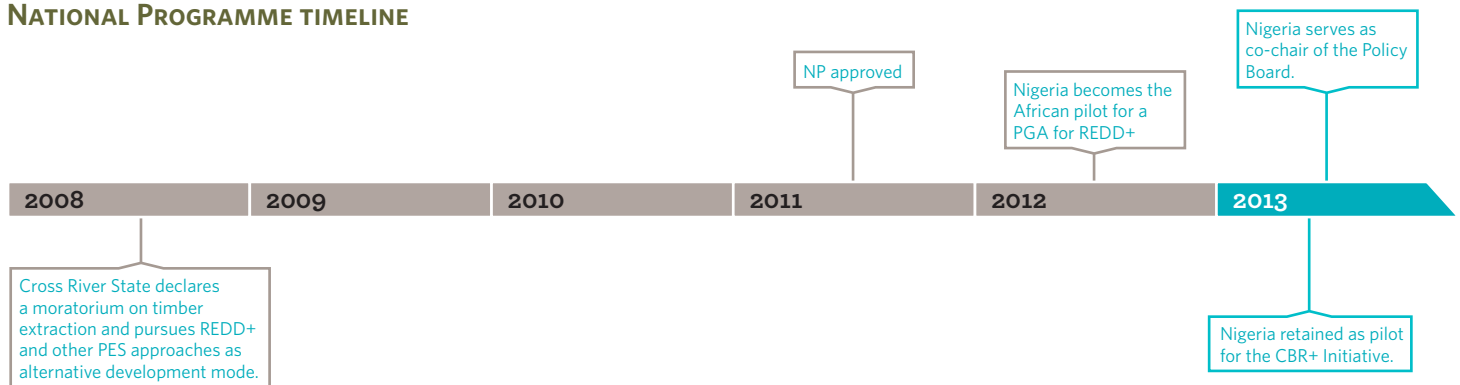 NATIONAL PROGRAMME TIMELINE
Nigeria serves as
co-chair of the Policy
Board.
NP approved
Nigeria becomes the
African pilot for a
PGA for REDD+
2008
2009
2010
2011
2012
2013
Cross River State declares
a moratorium on timber
extraction and pursues REDD+
and other PES approaches as
alternative development mode.
Nigeria retained as pilot
for the CBR+ Initiative.